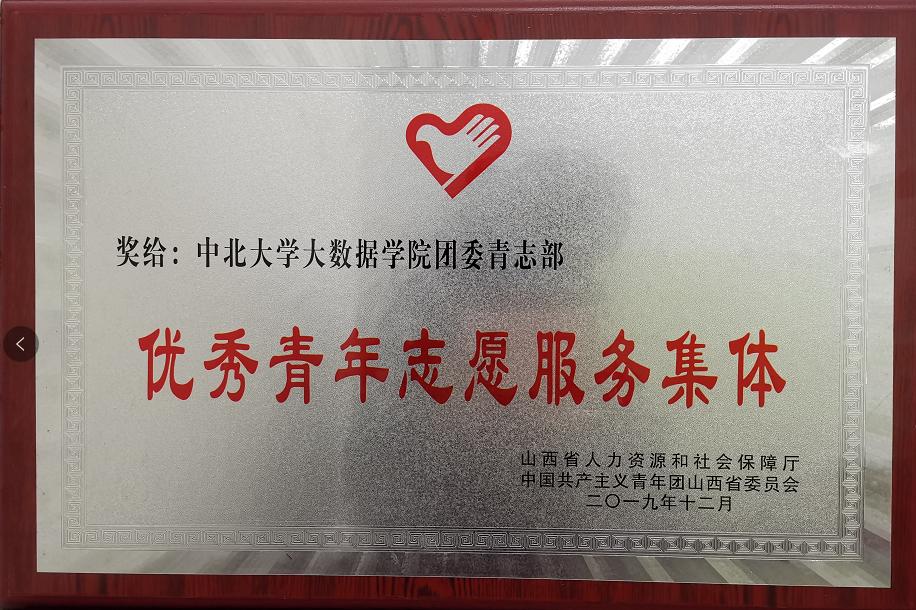 奖给：中北大学大数据学院团委青志部
优秀青年志愿服务集体
山西省人力资源和社会保障厅
中国共产主义青年团山西省委员会
二〇一九年十二月